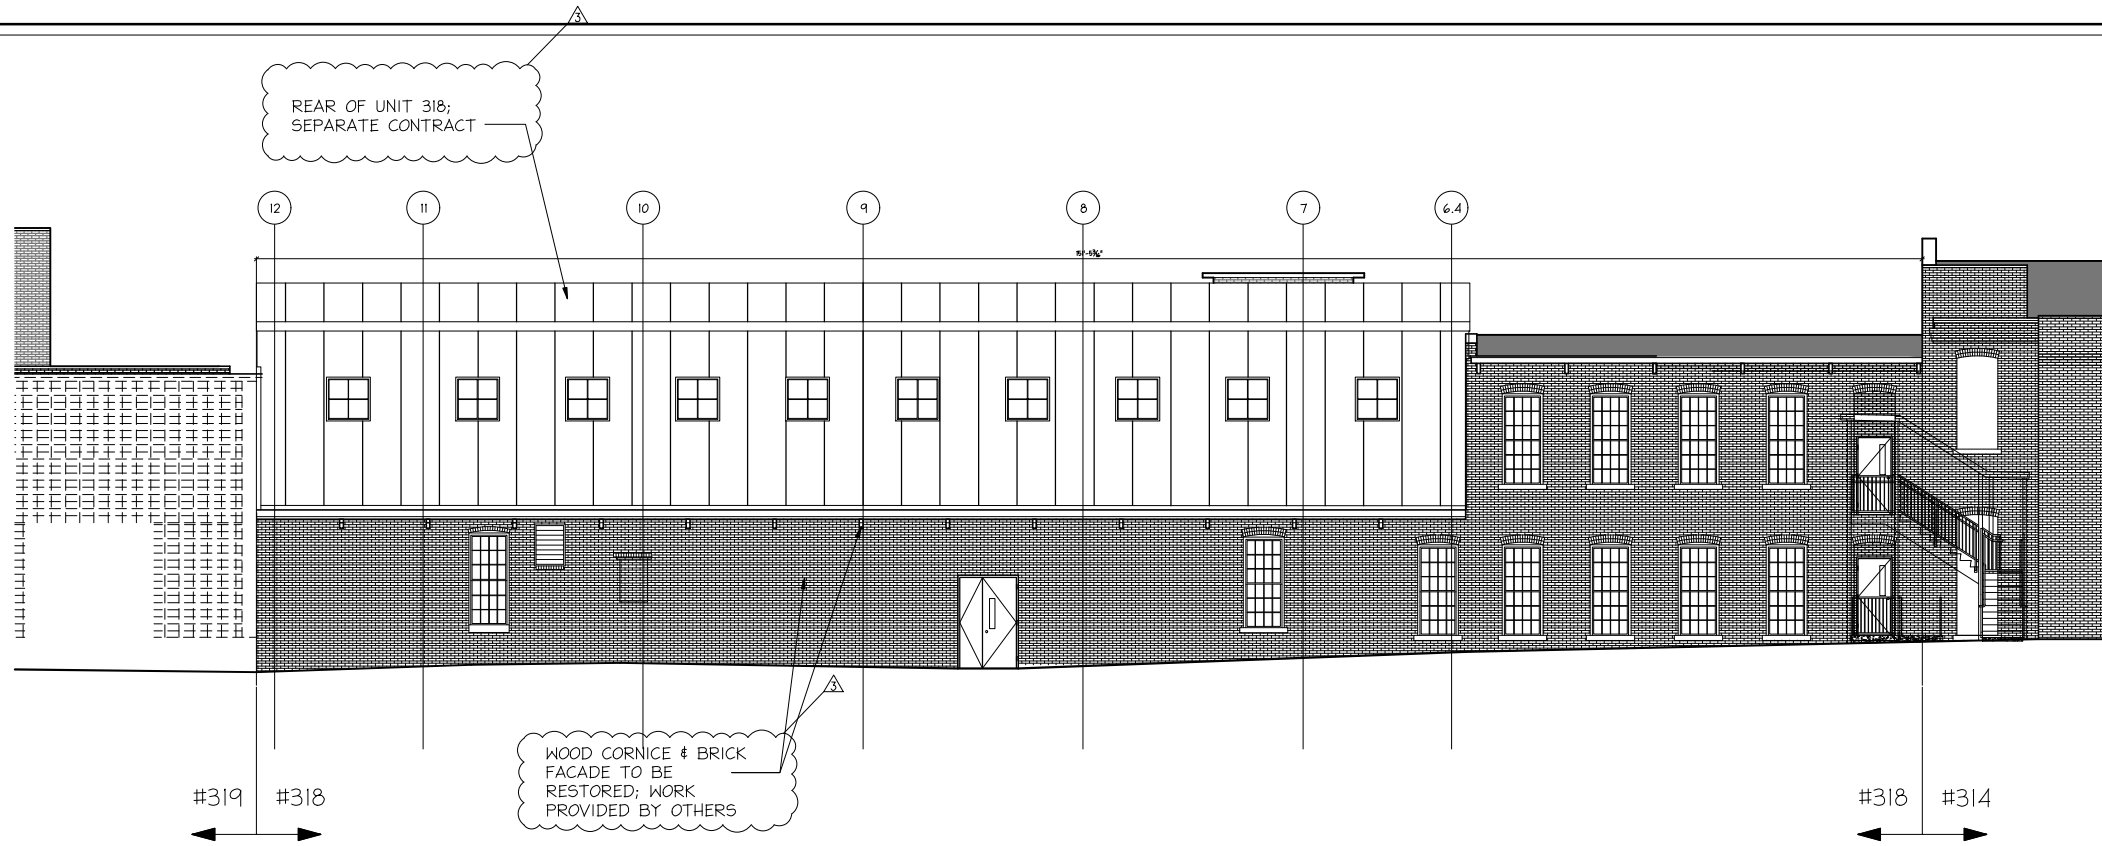 3
REAR OF UNIT 318;
SEPARATE CONTRACT
12 11 10 9 8 7 6.4
3
WOOD CORNICE & BRICK
FACADE TO BE
RESTORED; WORK
PROVIDED BY OTHERS
#319 #318
#318 #314